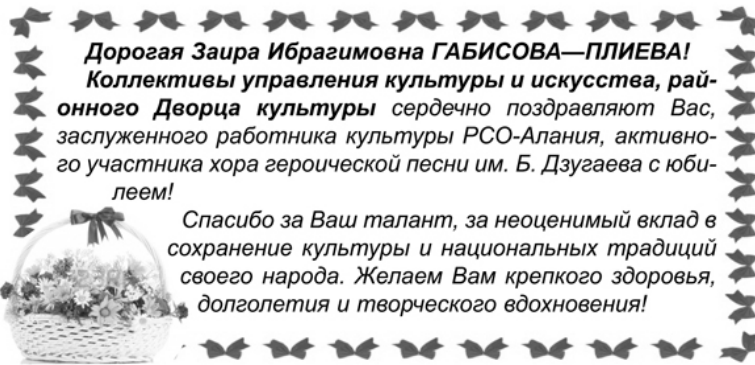 Дорогая Заира Ибрагимовна ГАБИСОВА—ПЛИЕВА!
Коллективы управления культуры и искусства, рай-
онного Дворца культуры сердечно поздравляют Вас,
заслуженного работника культуры РСО-Алания, активно-
го участника хора героической песни им. Б. Дзугаева с юби-
леем!
Спасибо за Ваш талант, за неоценимый вклад в
сохранение культуры и национальных традиций
своего народа. Желаем Вам крепкого здоровья,
долголетия и творческого вдохновения!